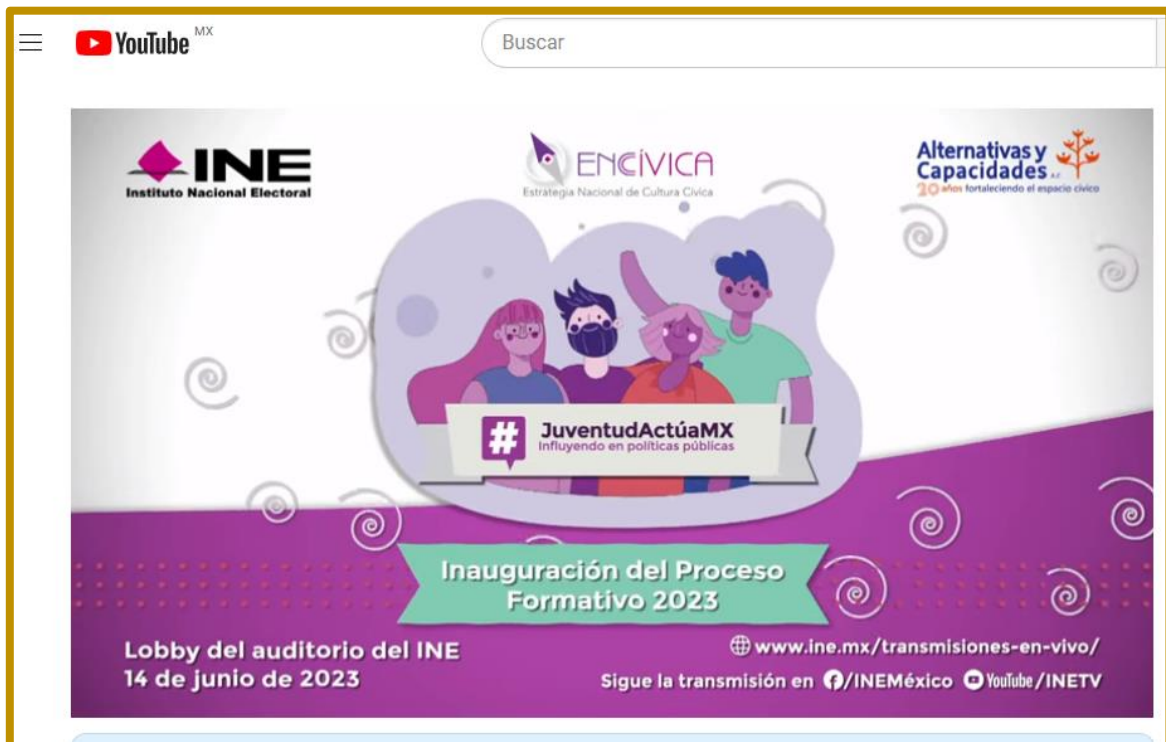 YouTube MX
Buscar
INE
Instituto Nacional Electoral
ENCÍVICA
Estrategia Nacional de Cultura Cívica
Alternativas y
Capacidades A.C.
20 años fortaleciendo el espacio cívico
# JuventudActúaMX
Influyendo en políticas públicas
Inauguración del Proceso
Formativo 2023
Lobby del auditorio del INE
14 de junio de 2023
www.ine.mx/transmisiones-en-vivo/
Sigue la transmisión en /INEMéxico YouTube/INETV